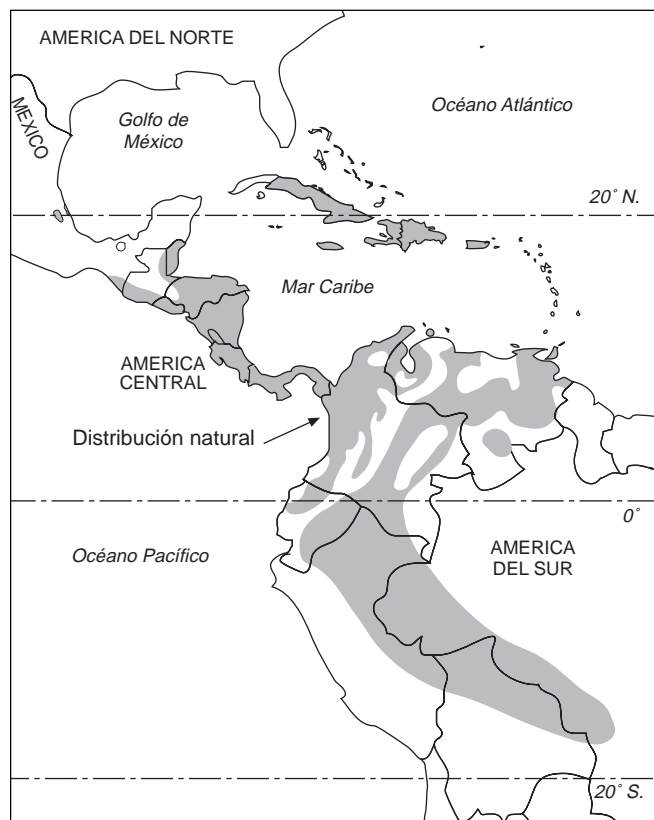 AMERICA DEL NORTE
MEXICO
Golfo de
México
Océano Atlántico
20˚ N.
Mar Caribe
AMERICA
CENTRAL
Distribución natural
0˚
Océano Pacífico
AMERICA
DEL SUR
20˚ S.